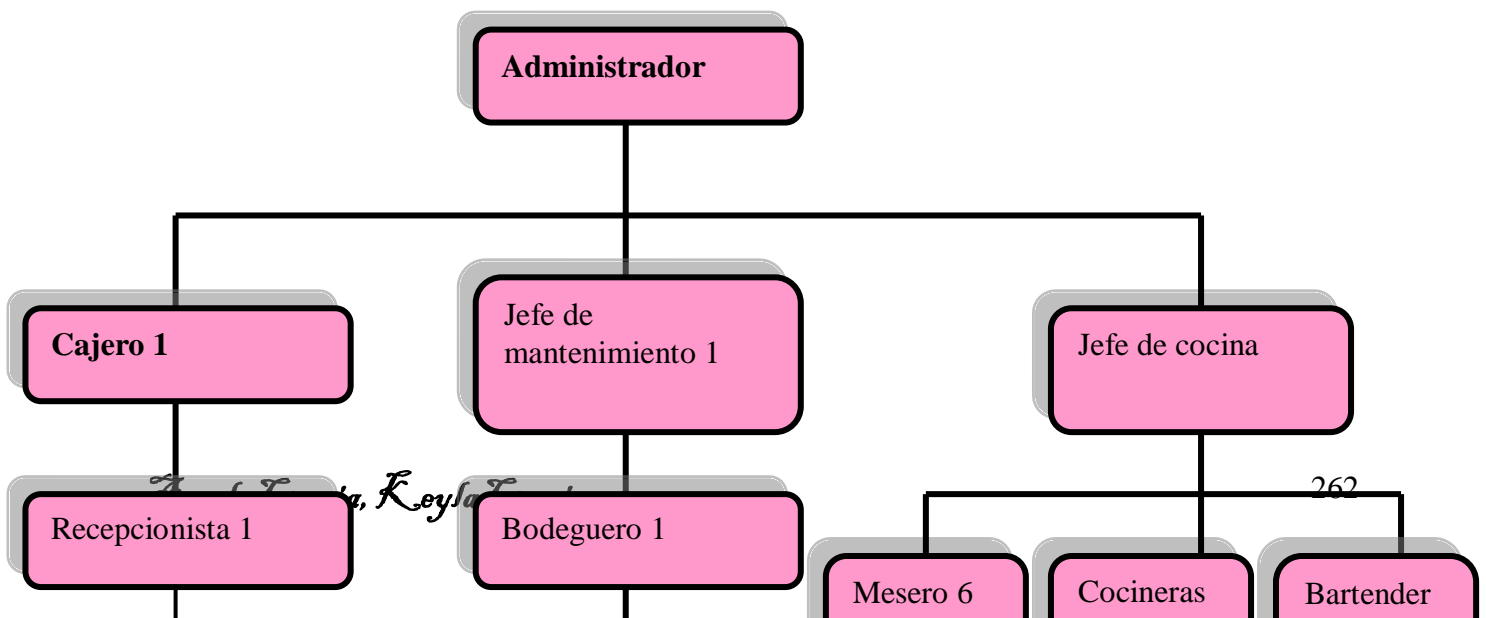 Administrador
Cajero 1
Jefe de
mantenimiento 1
Jefe de cocina
Keyla
262
Recepcionista 1
Bodeguero 1
Mesero 6
Cocineras
Bartender